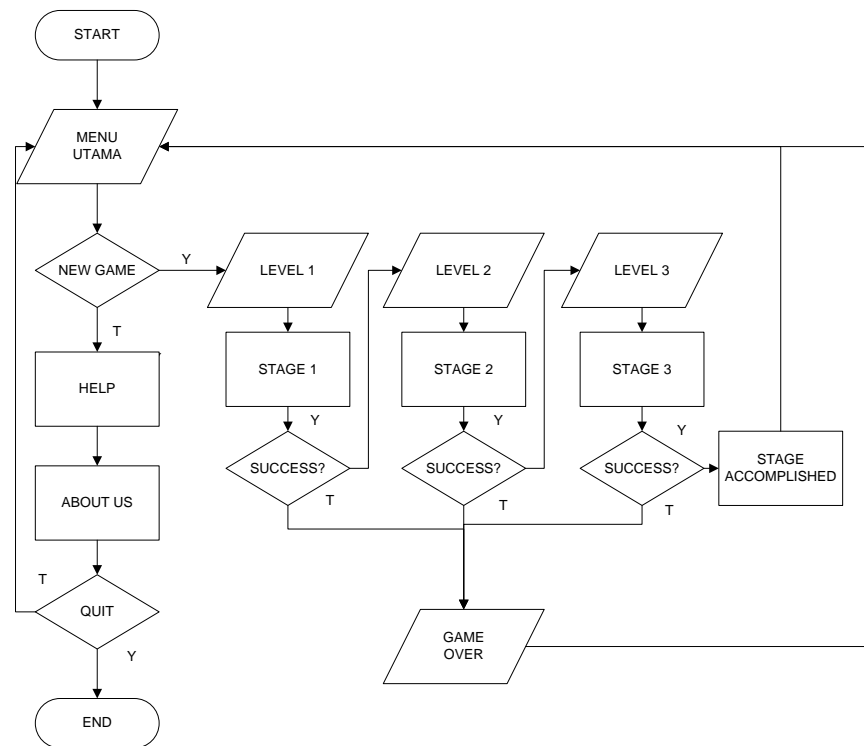 START
MENU
UTAMA
NEW GAME
Y
LEVEL 1
LEVEL 2
LEVEL 3
T
HELP
STAGE 1
STAGE 2
STAGE 3
Y
Y
Y
SUCCESS?
SUCCESS?
SUCCESS?
STAGE
ACCOMPLISHED
T
T
T
ABOUT US
T
QUIT
Y
GAME
OVER
END